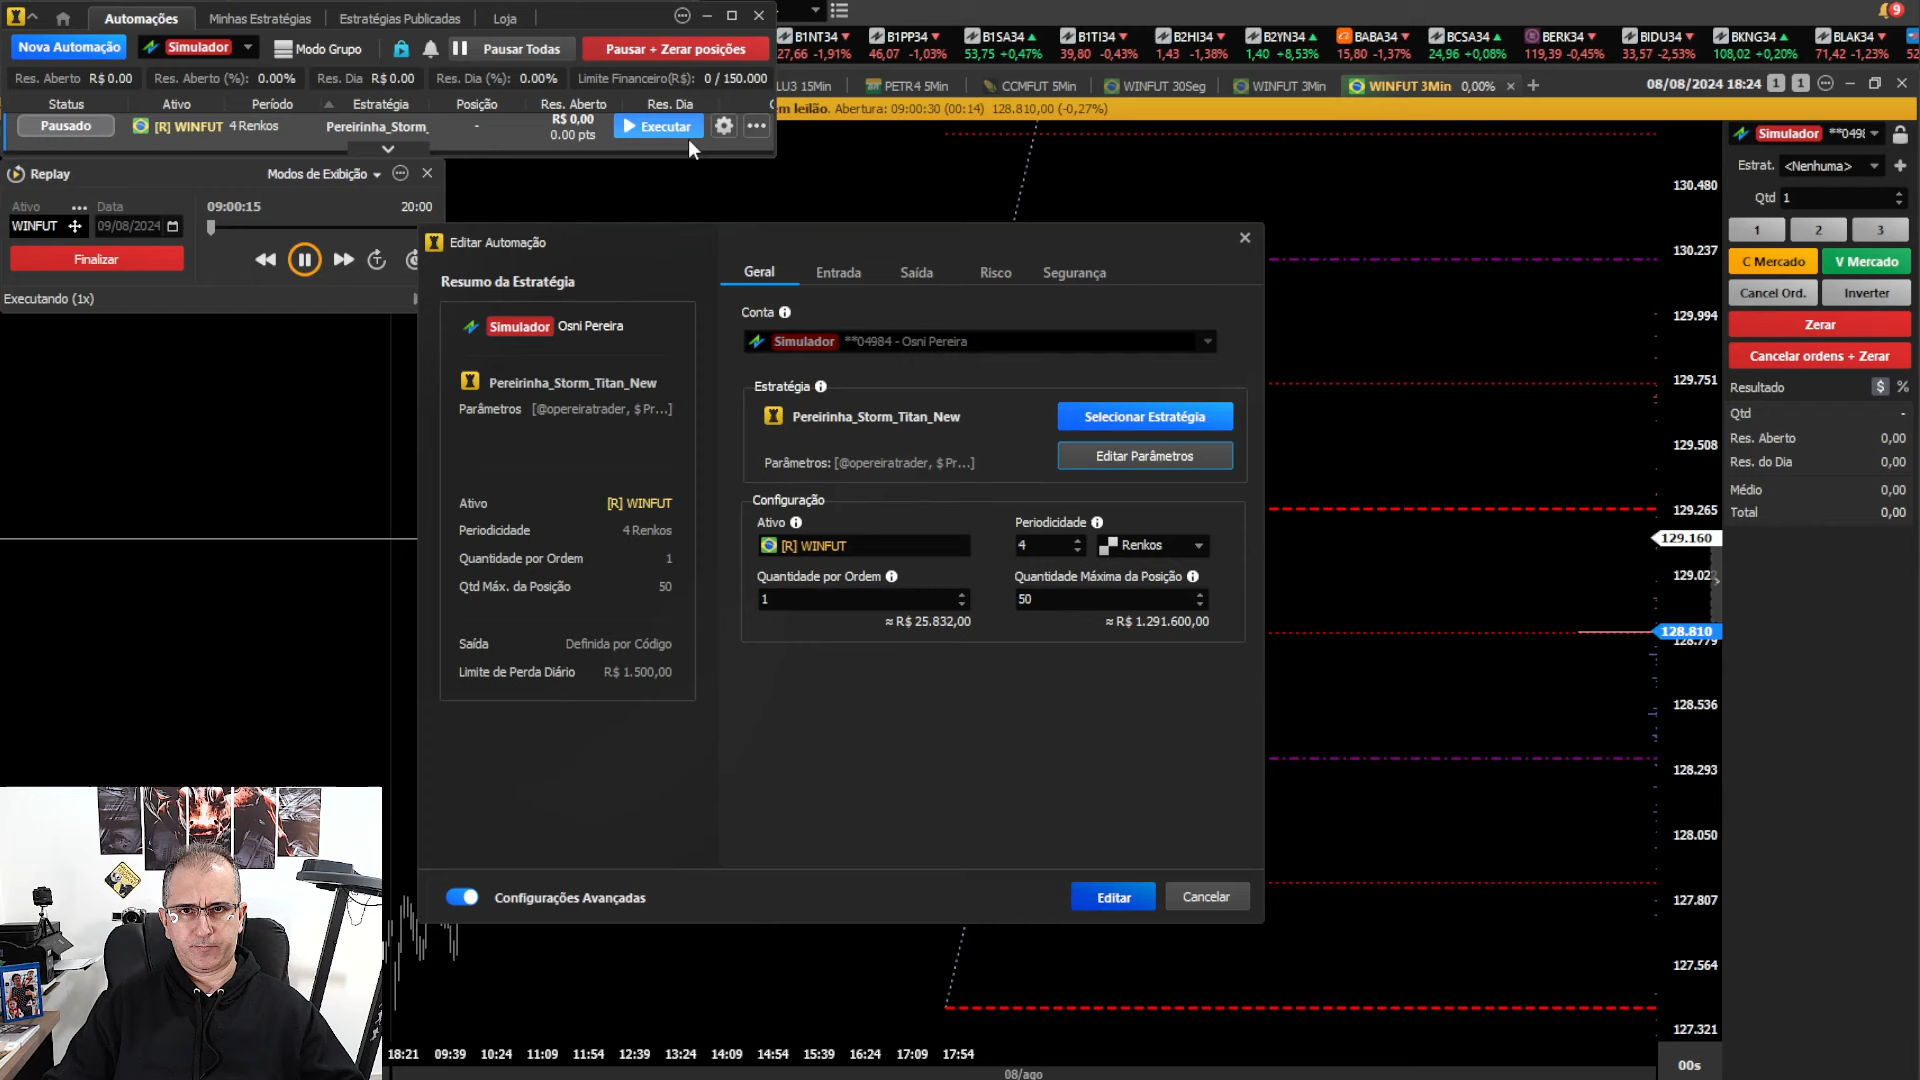 Automações Minhas Estratégias Estratégias Publicadas Loja
Nova Automação Simulador Modo Grupo Pausar Todas Pausar + Zerar posições
Res. Aberto R$ 0.00 Res. Aberto (%): 0.00% Res. Dia R$ 0.00 Res. Dia (%): 0.00% Limite Financeiro(R$): 0 / 150.000
Status Ativo Período Estratégia Posição Res. Aberto Res. Dia
Pausado [R] WINFUT 4 Renkos Pereirinha_Storm_ - R$ 0,00 0.00 pts Executar
9
B1NT34 B1PP34 B1SA34 B1TI34 B2HI34 B2YN34 BABA34 BCSA34 BERK34 BIDU34 BKNG34 BLAK34
27,66 -1,91% 46,07 -1,03% 53,75 +0,47% 39,80 -0,43% 1,43 -1,38% 1,40 +8,53% 15,80 -1,37% 24,96 +0,08% 119,39 -0,45% 33,57 -2,53% 108,02 +0,20% 71,42 -1,23% 52
LU3 15Min PETR4 5Min CCMFUT 5Min WINFUT 30Seg WINFUT 3Min WINFUT 3Min 0,00% 08/08/2024 18:24 1 1
em leilão. Abertura: 09:00:30 (00:14) 128.810,00 (-0,27%)
Replay Modos de Exibição
Ativo Data 09:00:15 20:00
WINFUT 09/08/2024
Finalizar
Executando (1x)
Editar Automação
Resumo da Estratégia
Simulador Osni Pereira
Pereirinha_Storm_Titan_New
Parâmetros [@opereiratrader, $ Pr...]
Ativo [R] WINFUT
Periodicidade 4 Renkos
Quantidade por Ordem 1
Qtd Máx. da Posição 50
Saída Definida por Código
Limite de Perda Diário R$ 1.500,00
Geral Entrada Saída Risco Segurança
Conta
Simulador **04984 - Osni Pereira
Estratégia
Pereirinha_Storm_Titan_New Selecionar Estratégia
Parâmetros: [@opereiratrader, $ Pr...] Editar Parâmetros
Configuração
Ativo Periodicidade
[R] WINFUT 4 Renkos
Quantidade por Ordem Quantidade Máxima da Posição
1 50
≈ R$ 25.832,00 ≈ R$ 1.291.600,00
Configurações Avançadas Editar Cancelar
130.480
130.237
129.994
129.751
129.508
129.265
129.160
129.02
128.810
128.779
128.536
128.293
128.050
127.807
127.564
127.321
00s
Simulador **049
Estrat. <Nenhuma>
Qtd 1
1 2 3
C Mercado V Mercado
Cancel Ord. Inverter
Zerar
Cancelar ordens + Zerar
Resultado $ %
Qtd -
Res. Aberto 0,00
Res. do Dia 0,00
Médio 0,00
Total 0,00
18:21 09:39 10:24 11:09 11:54 12:39 13:24 14:09 14:54 15:39 16:24 17:09 17:54
08/ago